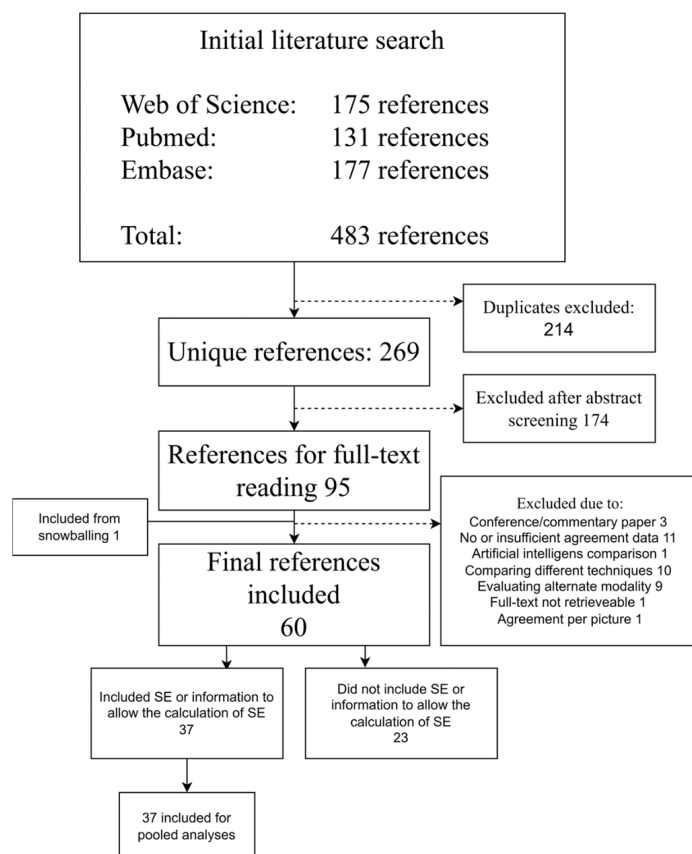 Initial literature search
Web of Science: 175 references
Pubmed: 131 references
Embase: 177 references
Total: 483 references
Duplicates excluded:
214
Unique references: 269
Excluded after abstract
screening 174
References for full-text
reading 95
Included from
snowballing 1
Excluded due to:
Conference/commentary paper 3
No or insufficient agreement data 11
Artificial intelligens comparison 1
Comparing different techniques 10
Evaluating alternate modality 9
Full-text not retrieveable 1
Agreement per picture 1
Final references
included
60
Included SE or information to
allow the calculation of SE
37
Did not include SE or
information to allow the
calculation of SE
23
37 included for
pooled analyses